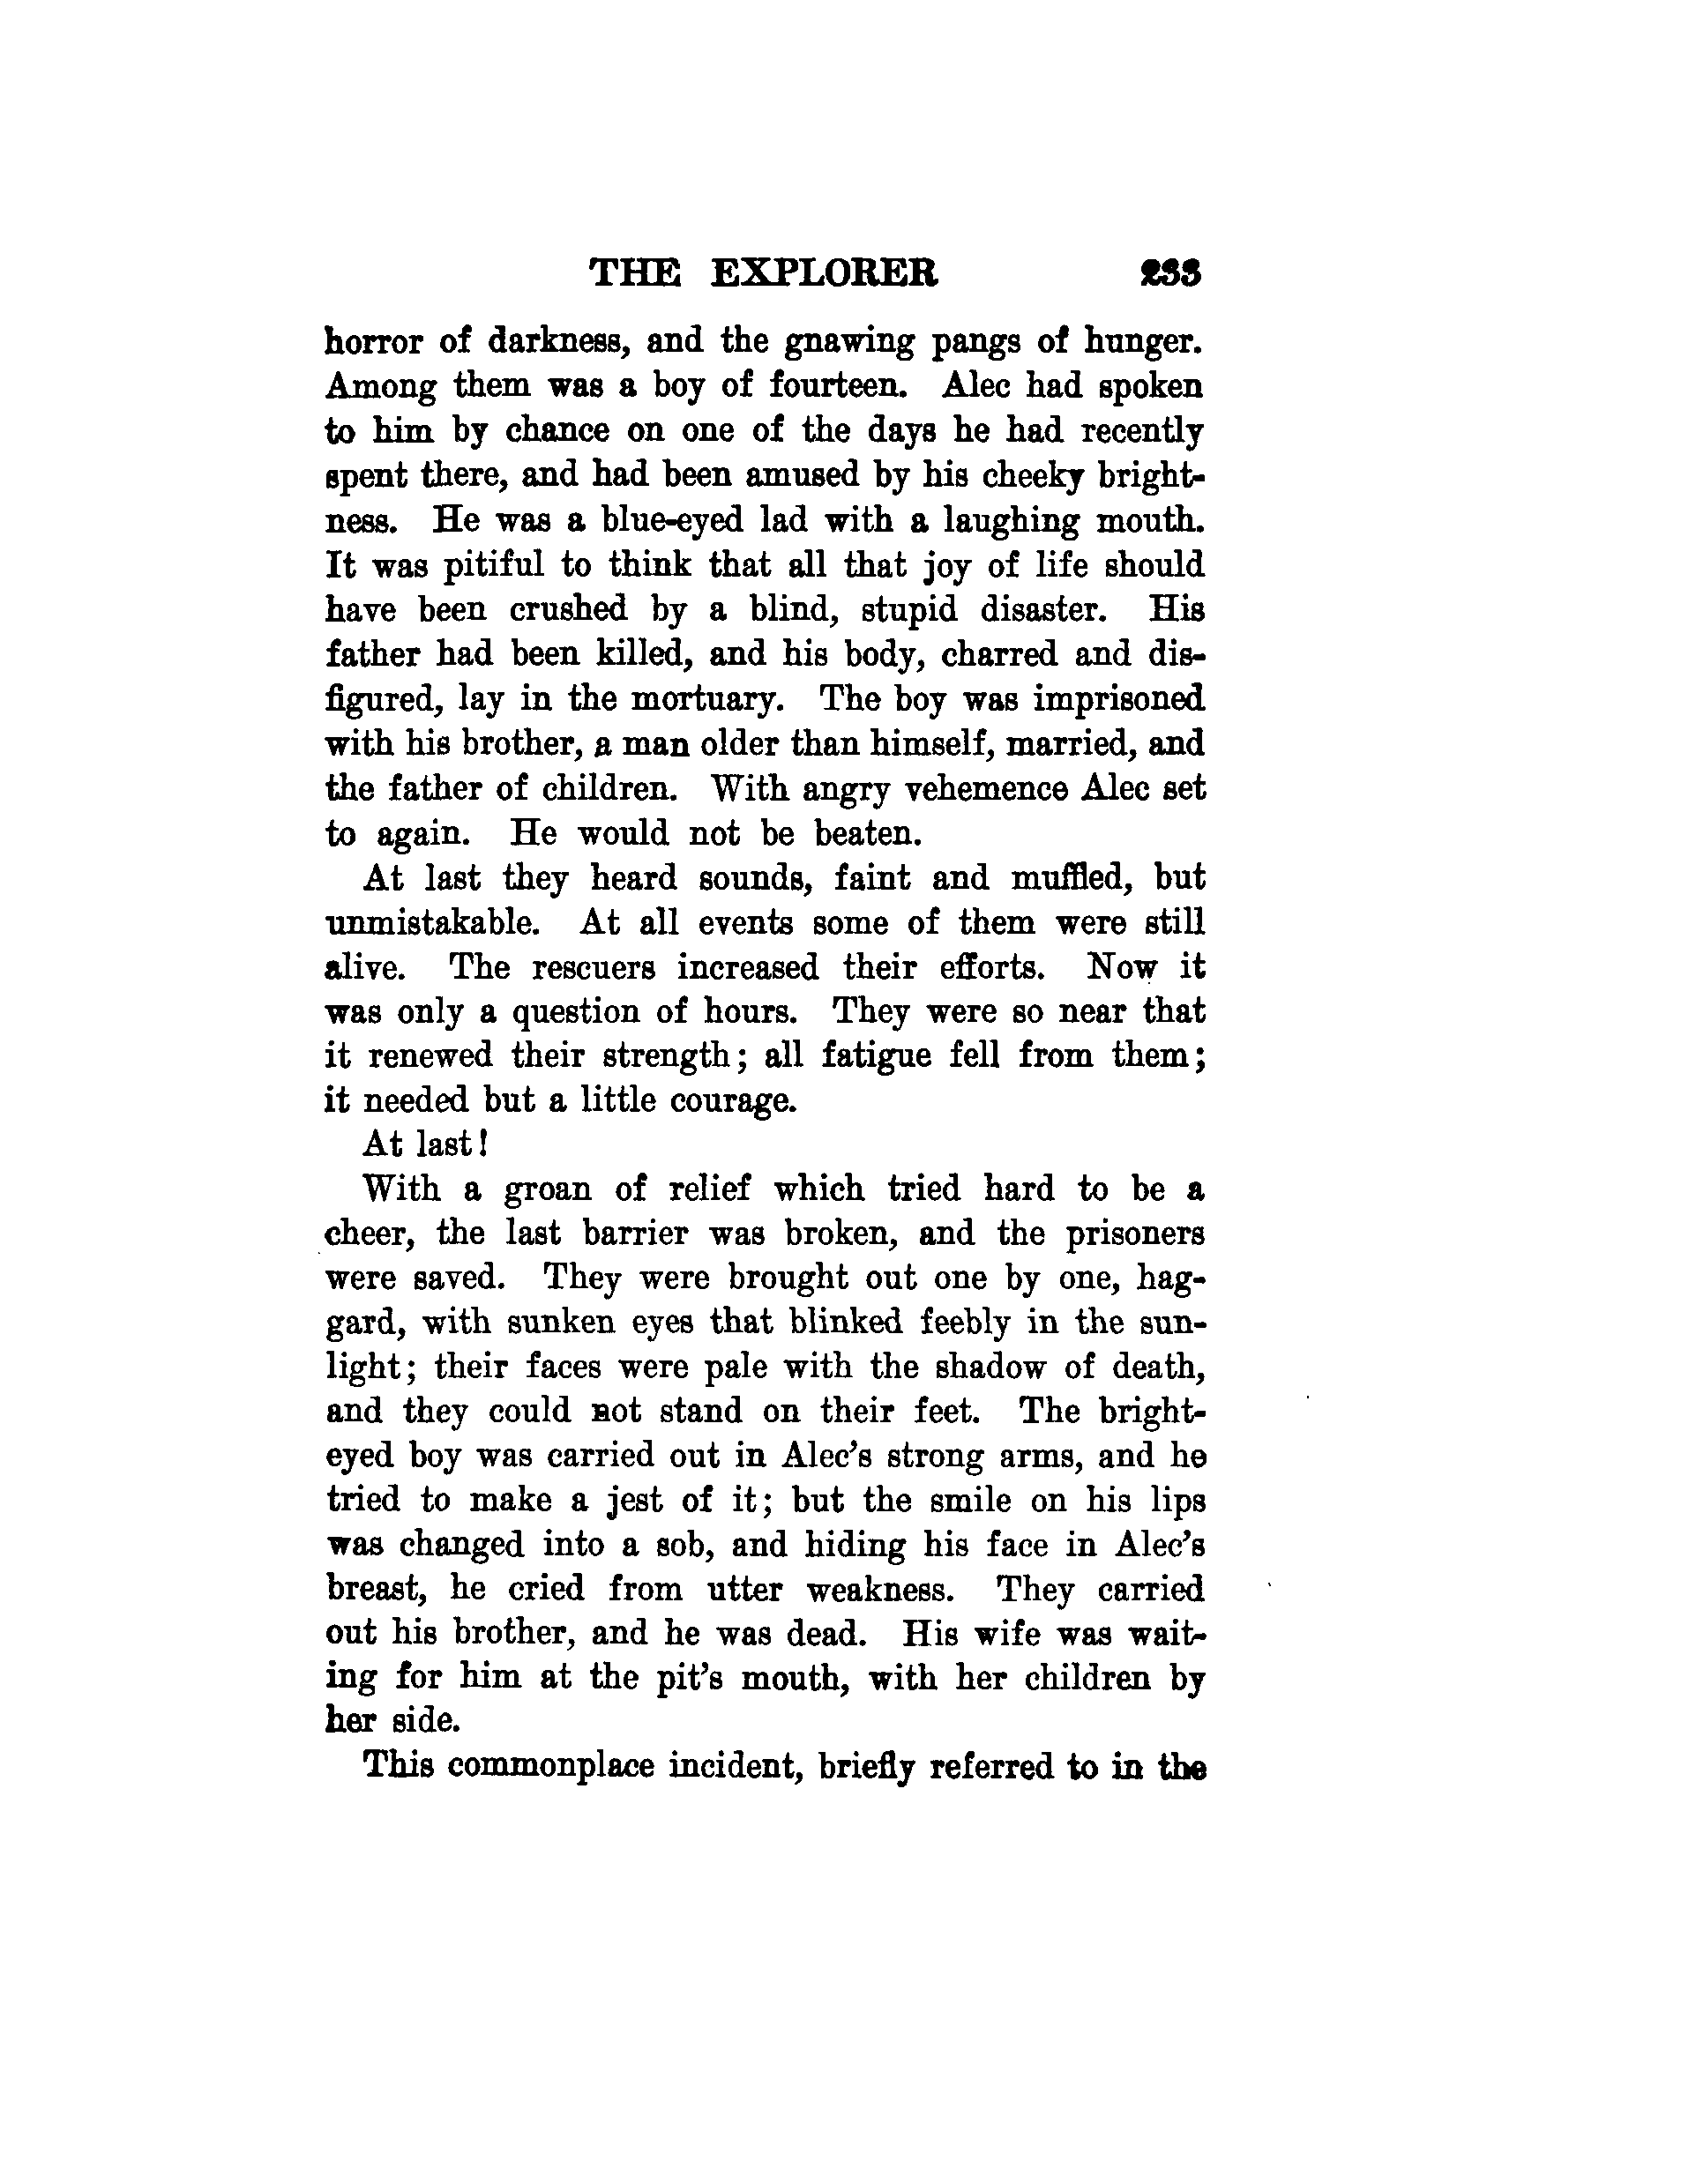 THE EXPLORER 233
horror of darkness, and the gnawing pangs of hunger.
Among them was a boy of fourteen. Alec had spoken
to him by chance on one of the days he had recently
spent there, and had been amused by his cheeky bright-
ness. He was a blue-eyed lad with a laughing mouth.
It was pitiful to think that all that joy of life should
have been crushed by a blind, stupid disaster. His
father had been killed, and his body, charred and dis-
figured, lay in the mortuary. The boy was imprisoned
with his brother, a man older than himself, married, and
the father of children. With angry vehemence Alec set
to again. He would not be beaten.
At last they heard sounds, faint and muffled, but
unmistakable. At all events some of them were still
alive. The rescuers increased their efforts. Now it
was only a question of hours. They were so near that
it renewed their strength; all fatigue fell from them;
it needed but a little courage.
At last!
With a groan of relief which tried hard to be a
cheer, the last barrier was broken, and the prisoners
were saved. They were brought out one by one, hag-
gard, with sunken eyes that blinked feebly in the sun-
light; their faces were pale with the shadow of death,
and they could not stand on their feet. The bright-
eyed boy was carried out in Alec's strong arms, and he
tried to make a jest of it; but the smile on his lips
was changed into a sob, and hiding his face in Alec's
breast, he cried from utter weakness. They carried
out his brother, and he was dead. His wife was wait-
ing for him at the pit's mouth, with her children by
her side.
This commonplace incident, briefly referred to in the